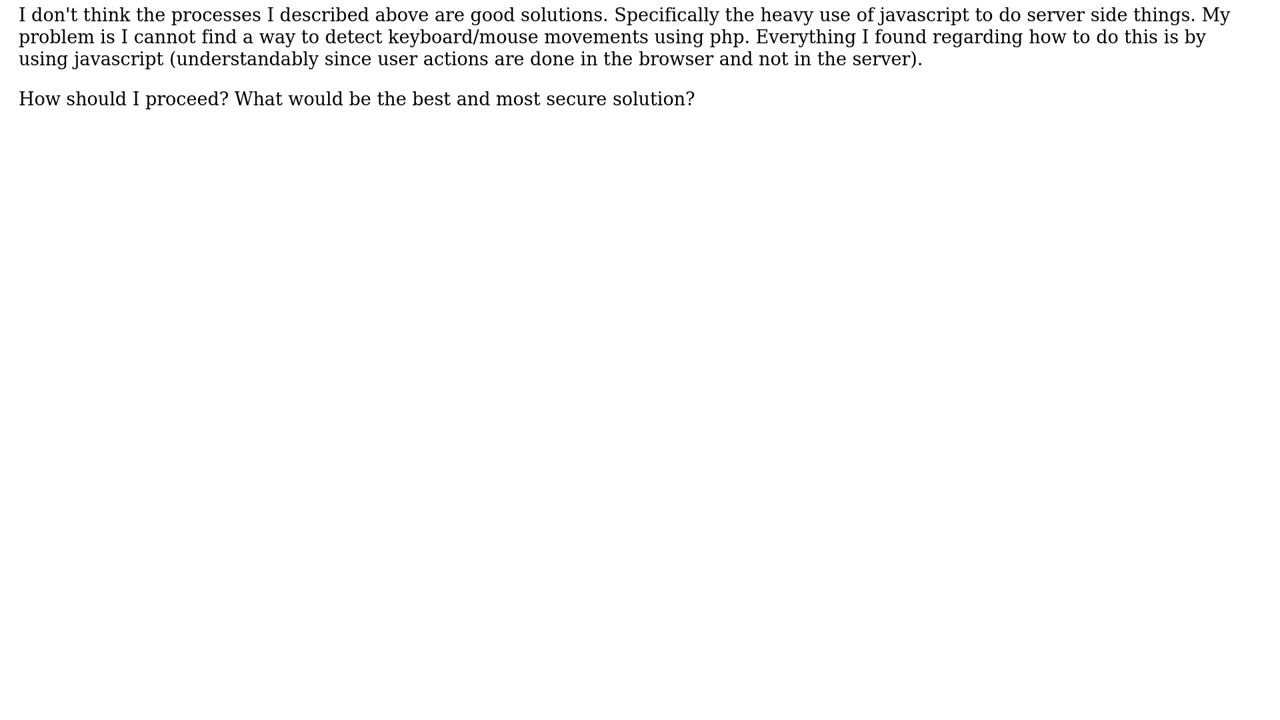 I don't think the processes I described above are good solutions. Specifically the heavy use of javascript to do server side things. My
problem is I cannot find a way to detect keyboard/mouse movements using php. Everything I found regarding how to do this is by
using javascript (understandably since user actions are done in the browser and not in the server).
How should I proceed? What would be the best and most secure solution?